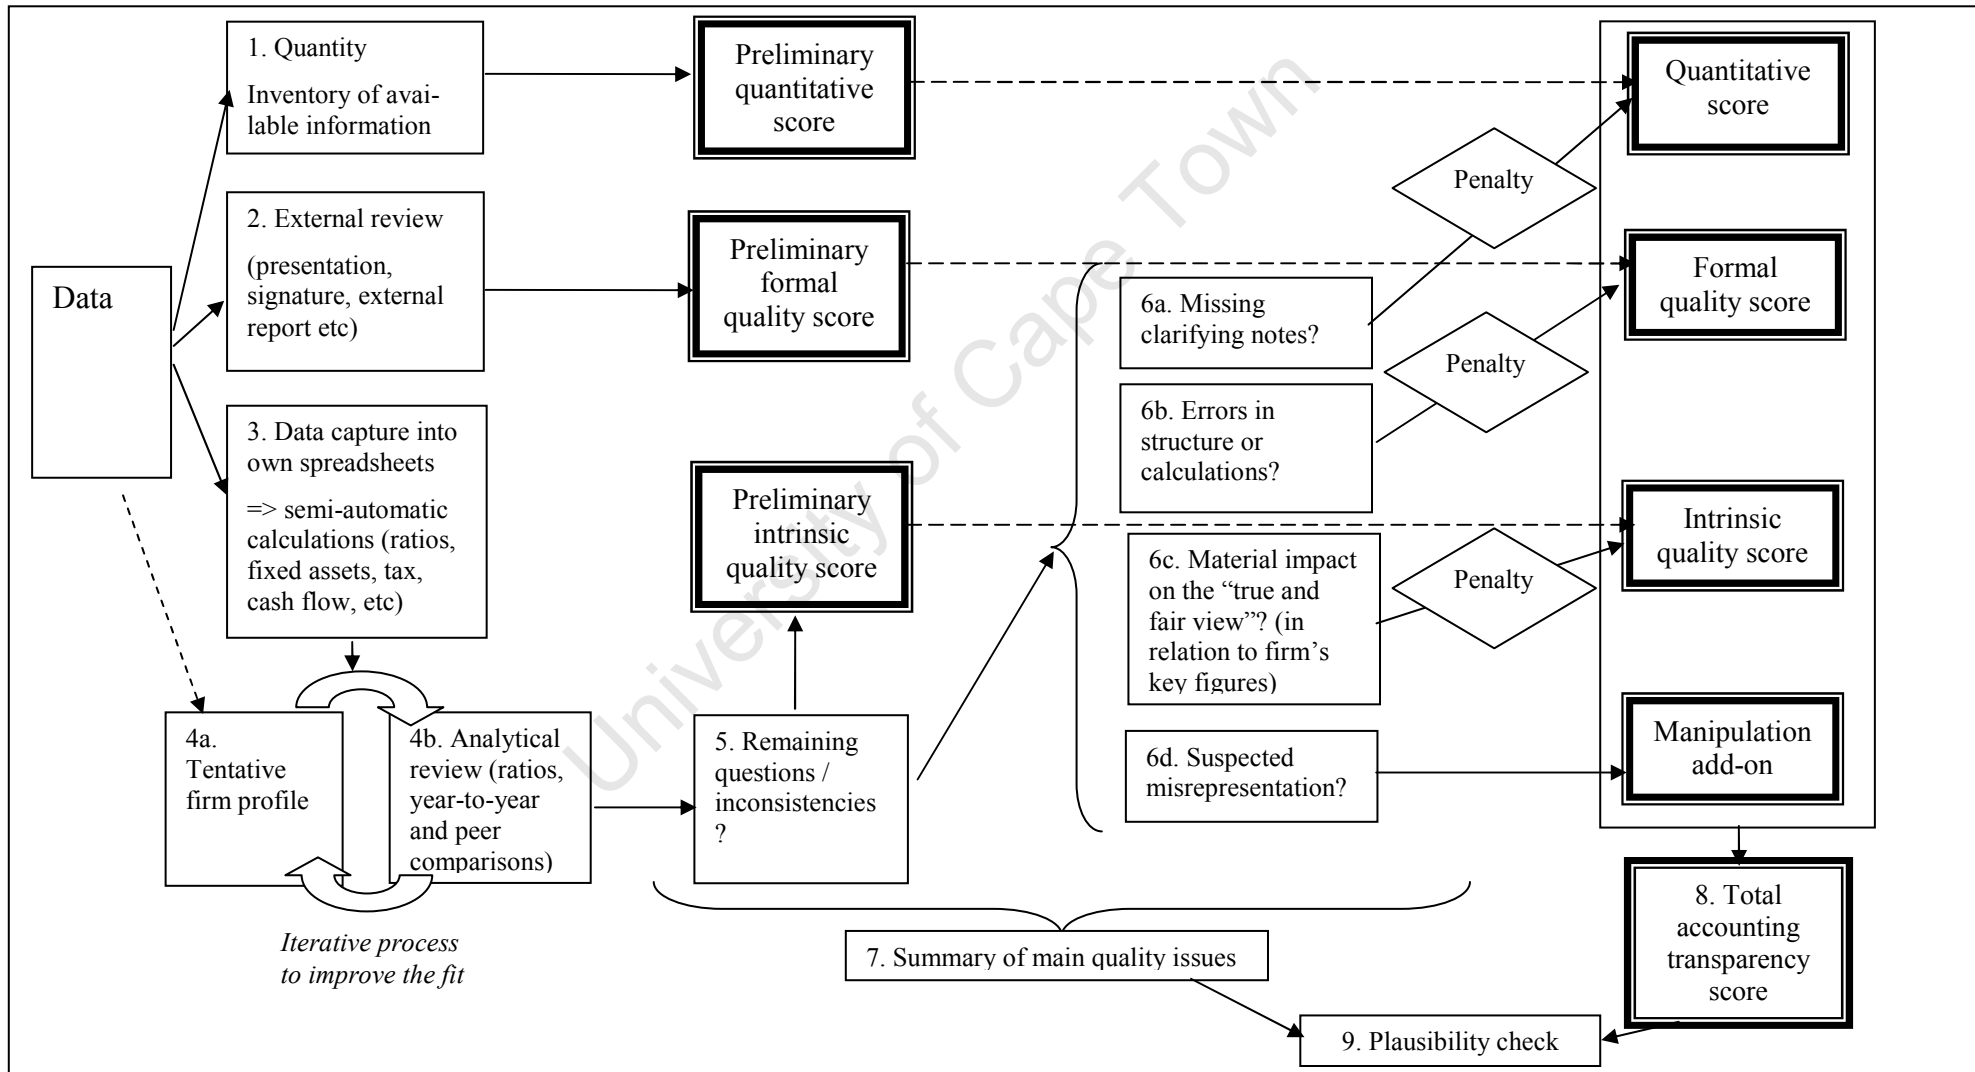 1. Quantity
Inventory of avai-
lable information
Preliminary
quantitative
score
Quantitative
score
Penalty
2. External review
(presentation,
signature, external
report etc)
Preliminary
formal
quality score
Formal
quality score
Data
6a. Missing
clarifying notes?
Penalty
6b. Errors in
structure or
calculations?
3. Data capture into
own spreadsheets
=> semi-automatic
calculations (ratios,
fixed assets, tax,
cash flow, etc)
Preliminary
intrinsic
quality score
Intrinsic
quality score
6c. Material impact
on the “true and
fair view”? (in
relation to firm’s
key figures)
Penalty
4a.
Tentative
firm profile
4b. Analytical
review (ratios,
year-to-year
and peer
comparisons)
5. Remaining
questions /
inconsistencies
?
6d. Suspected
misrepresentation?
Manipulation
add-on
Iterative process
to improve the fit
7. Summary of main quality issues
8. Total
accounting
transparency
score
9. Plausibility check
University of Cape Town